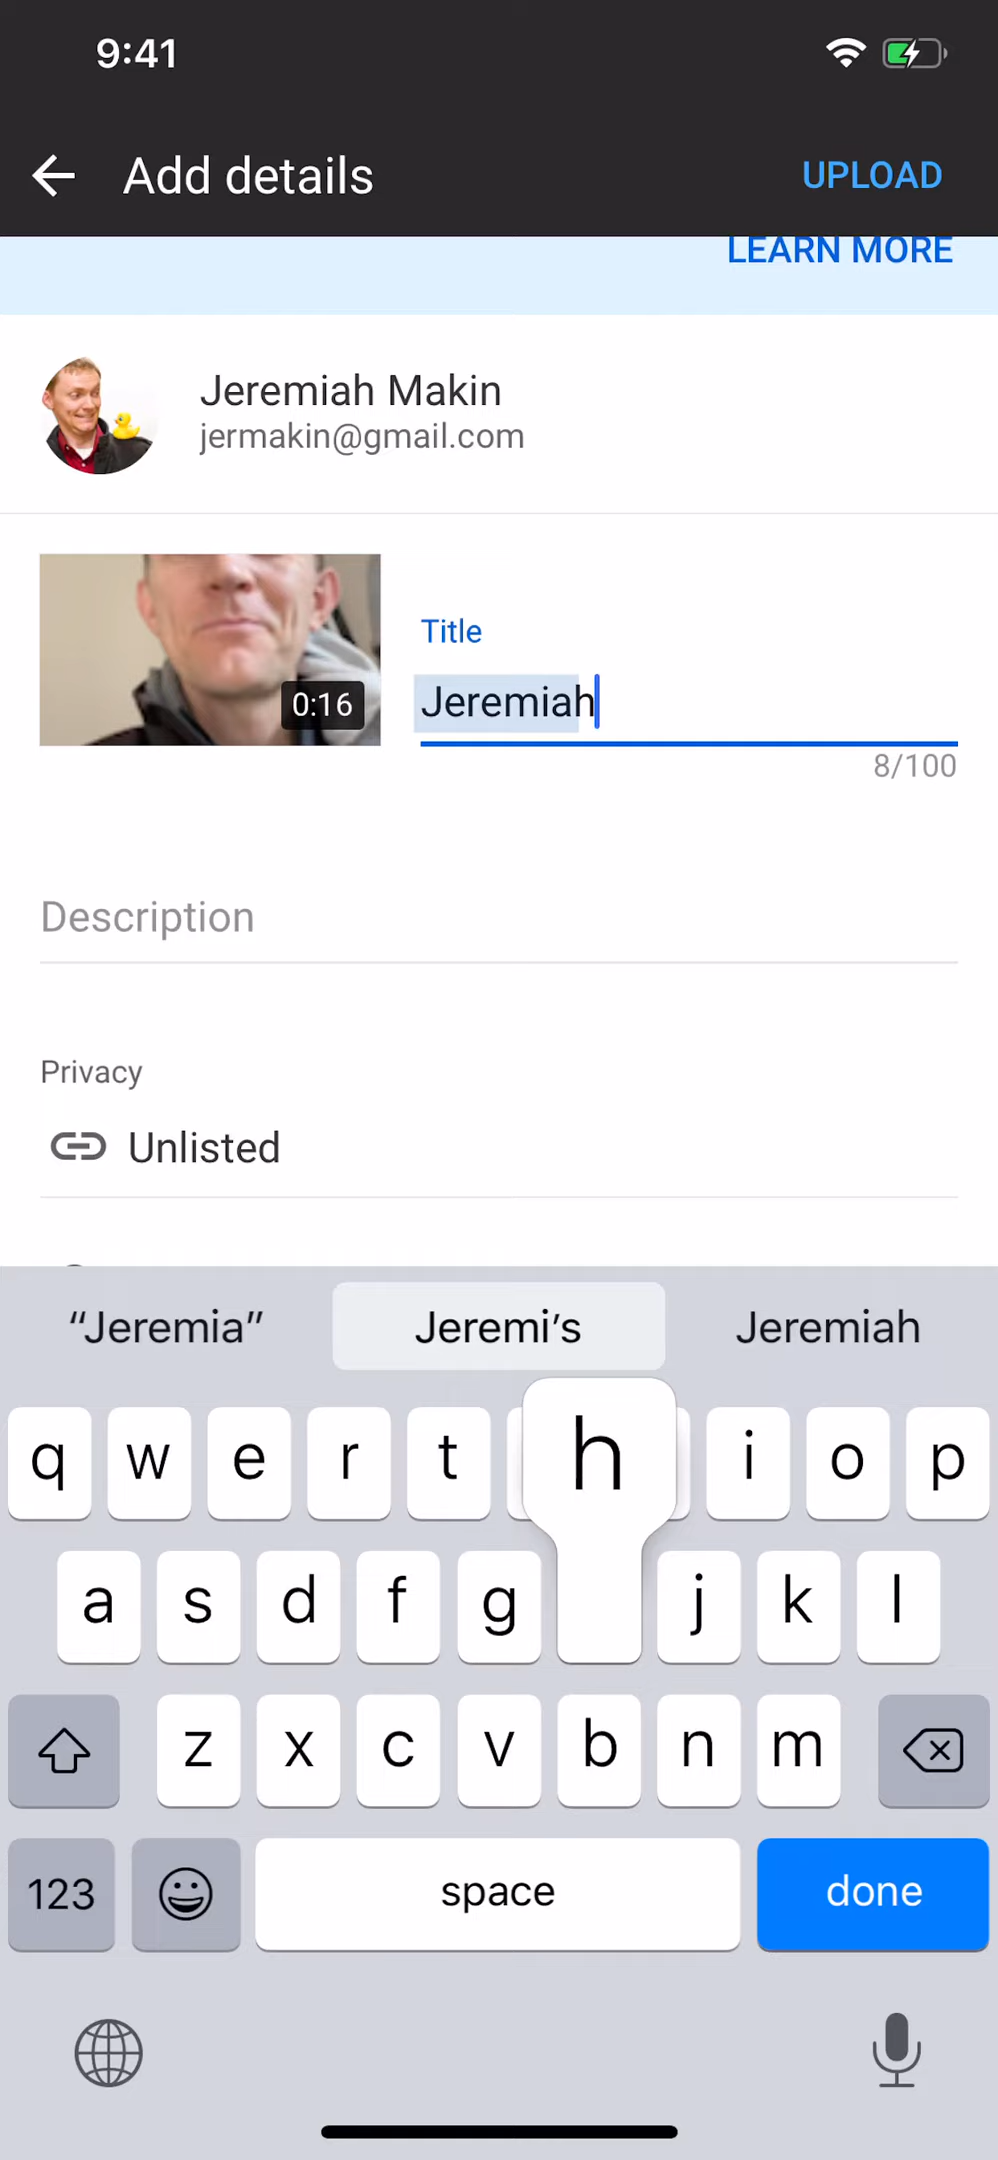 9:41
Add details
UPLOAD
LEARN MORE
Jeremiah Makin
jermakin@gmail.com
0:16
Title
Jeremiah
8/100
Description
Privacy
Unlisted
“Jeremia” Jeremi’s Jeremiah
q w e r t h i o p
a s d f g j k l
z x c v b n m
123 space done